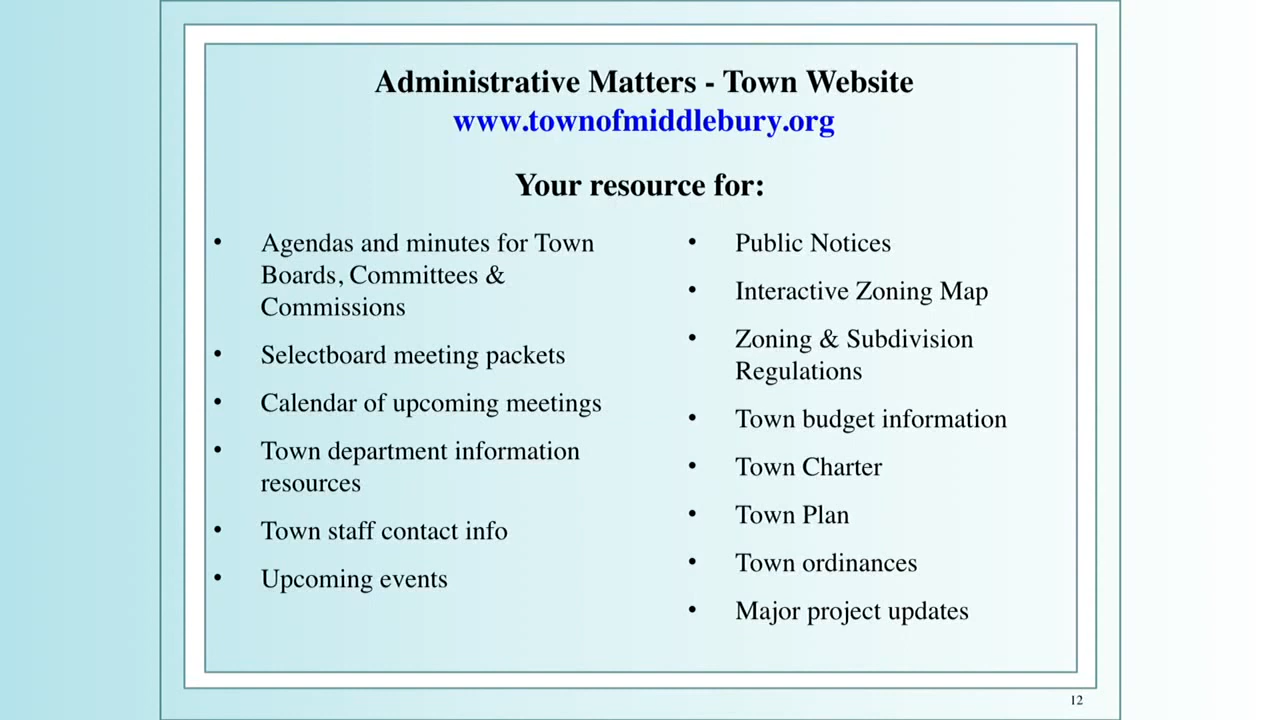 Administrative Matters - Town Website
www.townofmiddlebury.org
Your resource for:
• Agendas and minutes for Town
Boards, Committees &
Commissions
• Selectboard meeting packets
• Calendar of upcoming meetings
• Town department information
resources
• Town staff contact info
• Upcoming events
• Public Notices
• Interactive Zoning Map
• Zoning & Subdivision
Regulations
• Town budget information
• Town Charter
• Town Plan
• Town ordinances
• Major project updates
12